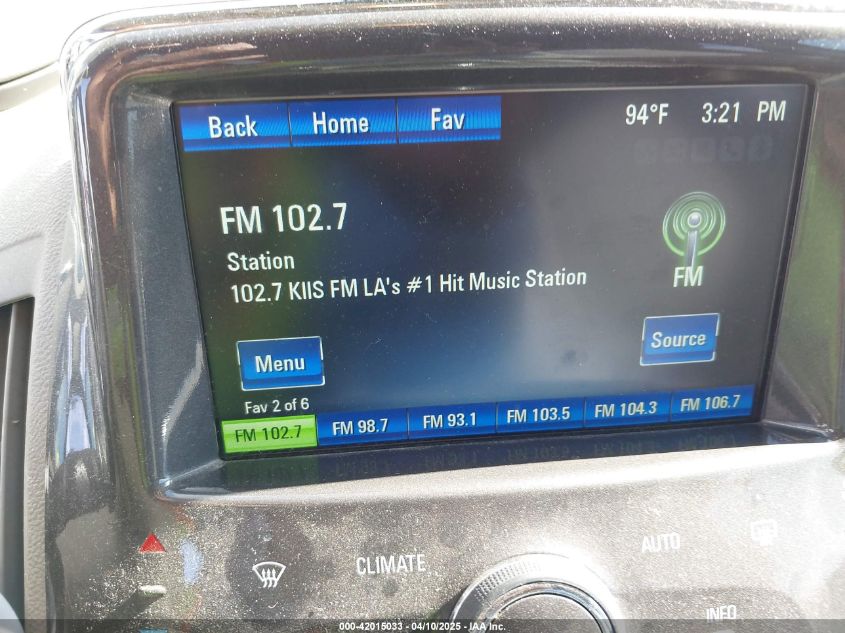 Back Home Fav 94°F 3:21 PM
FM 102.7
Station
102.7 KIIS FM LA's #1 Hit Music Station
FM
Menu Source
Fav 2 of 6
FM 102.7 FM 98.7 FM 93.1 FM 103.5 FM 104.3 FM 106.7
CLIMATE AUTO
INFO
000-42015033 - 04/10/2025 - IAA Inc.